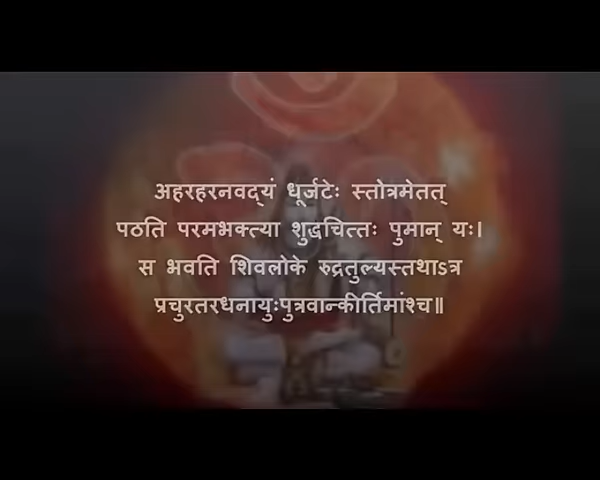 अहरहरनवद्यं धूर्जटेः स्तोत्रमेतत्
पठति परमभक्त्या शुद्धचित्तः पुमान् यः।
स भवति शिवलोके रुद्रतुल्यस्तथाऽत्र
प्रचुरतरधनायुःपुत्रवान्कीर्तिमांश्च॥